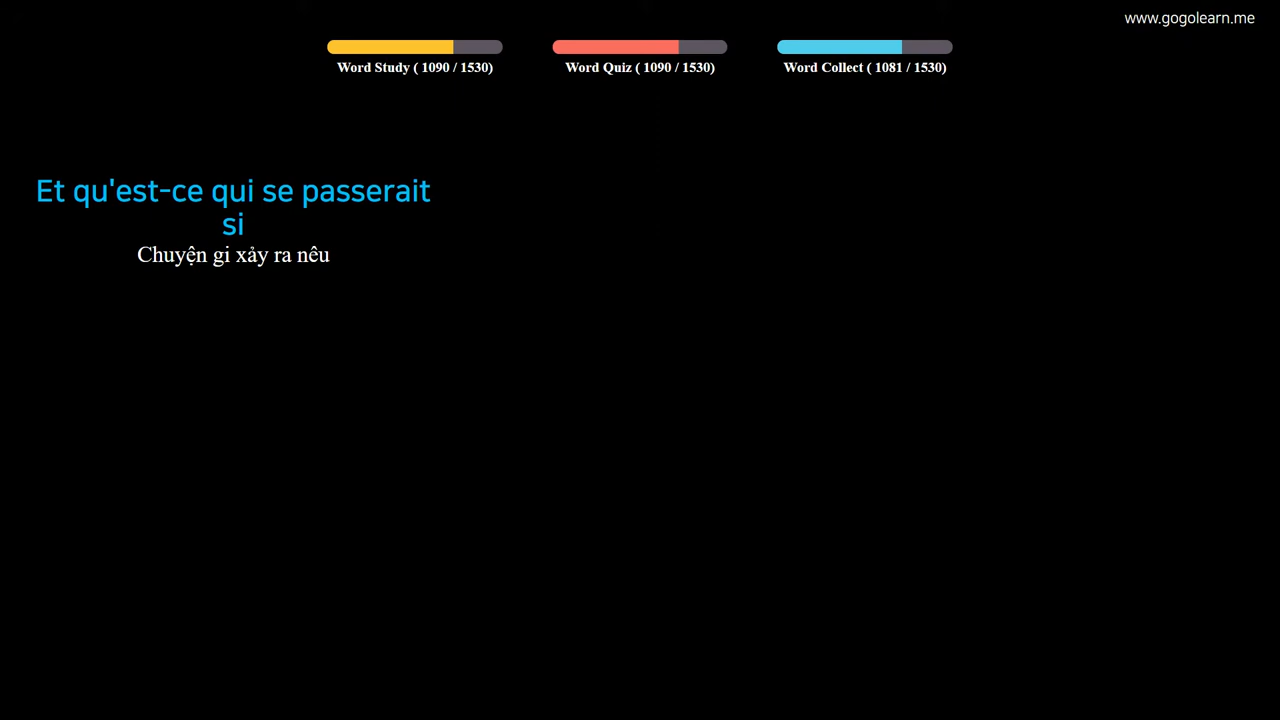 www.gogolearn.me
Word Study ( 1090 / 1530)
Word Quiz ( 1090 / 1530)
Word Collect ( 1081 / 1530)
Et qu'est-ce qui se passerait
si
Chuyện gi xảy ra nêu